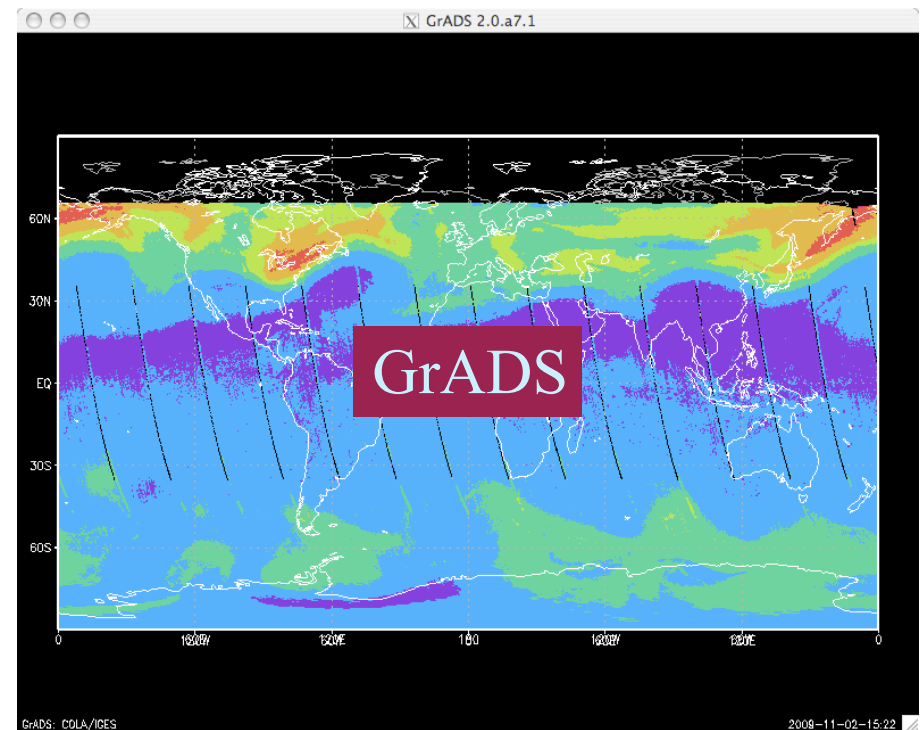 GrADS 2.0.a7.1
60N
30N
GrADS
EQ
30S
60S
0 0
GrADS: COLA/IGES
2009-11-02-15:22